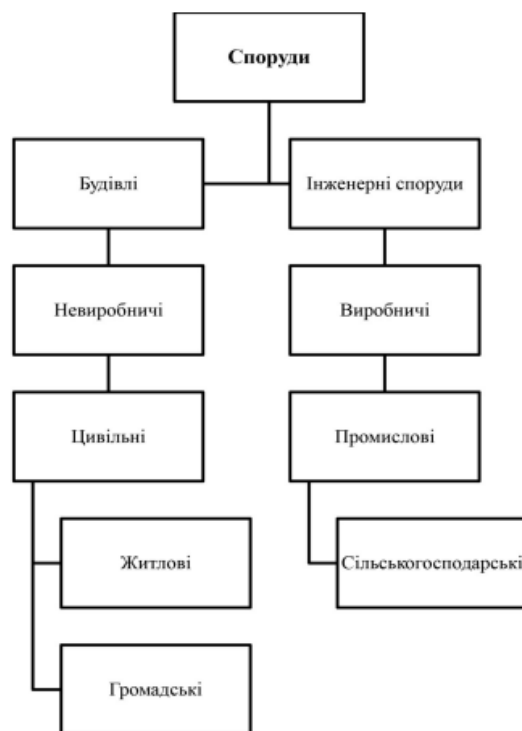 Споруди
Будівлі
Інженерні споруди
Невиробничі
Виробничі
Цивільні
Промислові
Житлові
Сільськогосподарські
Громадські